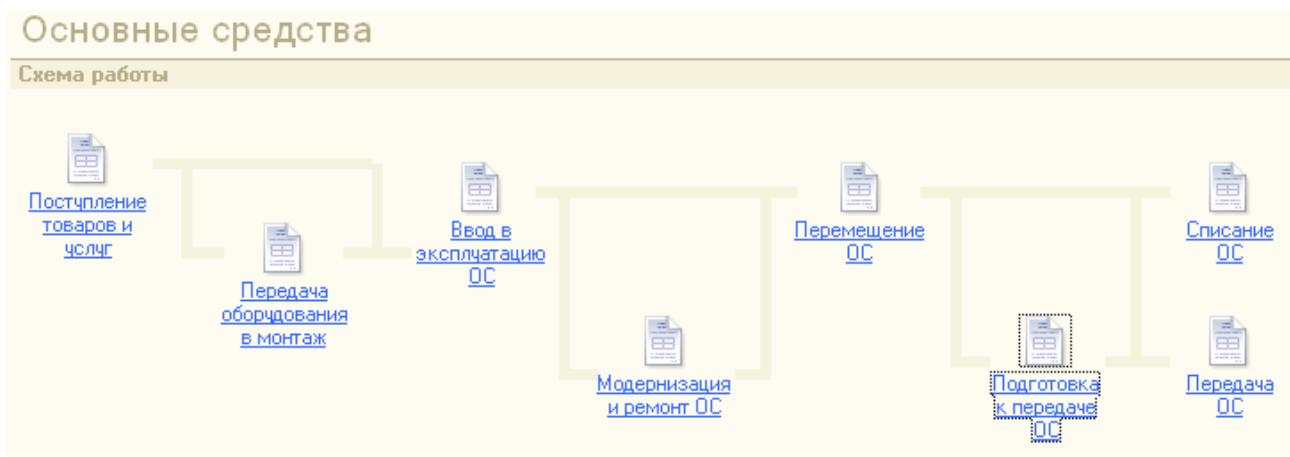 Основные средства
Схема работы
Поступление
товаров и
услуг
Передача
оборудования
в монтаж
Ввод в
эксплуатацию
ОС
Модернизация
и ремонт ОС
Перемещение
ОС
Подготовка
к передаче
ОС
Списание
ОС
Передача
ОС